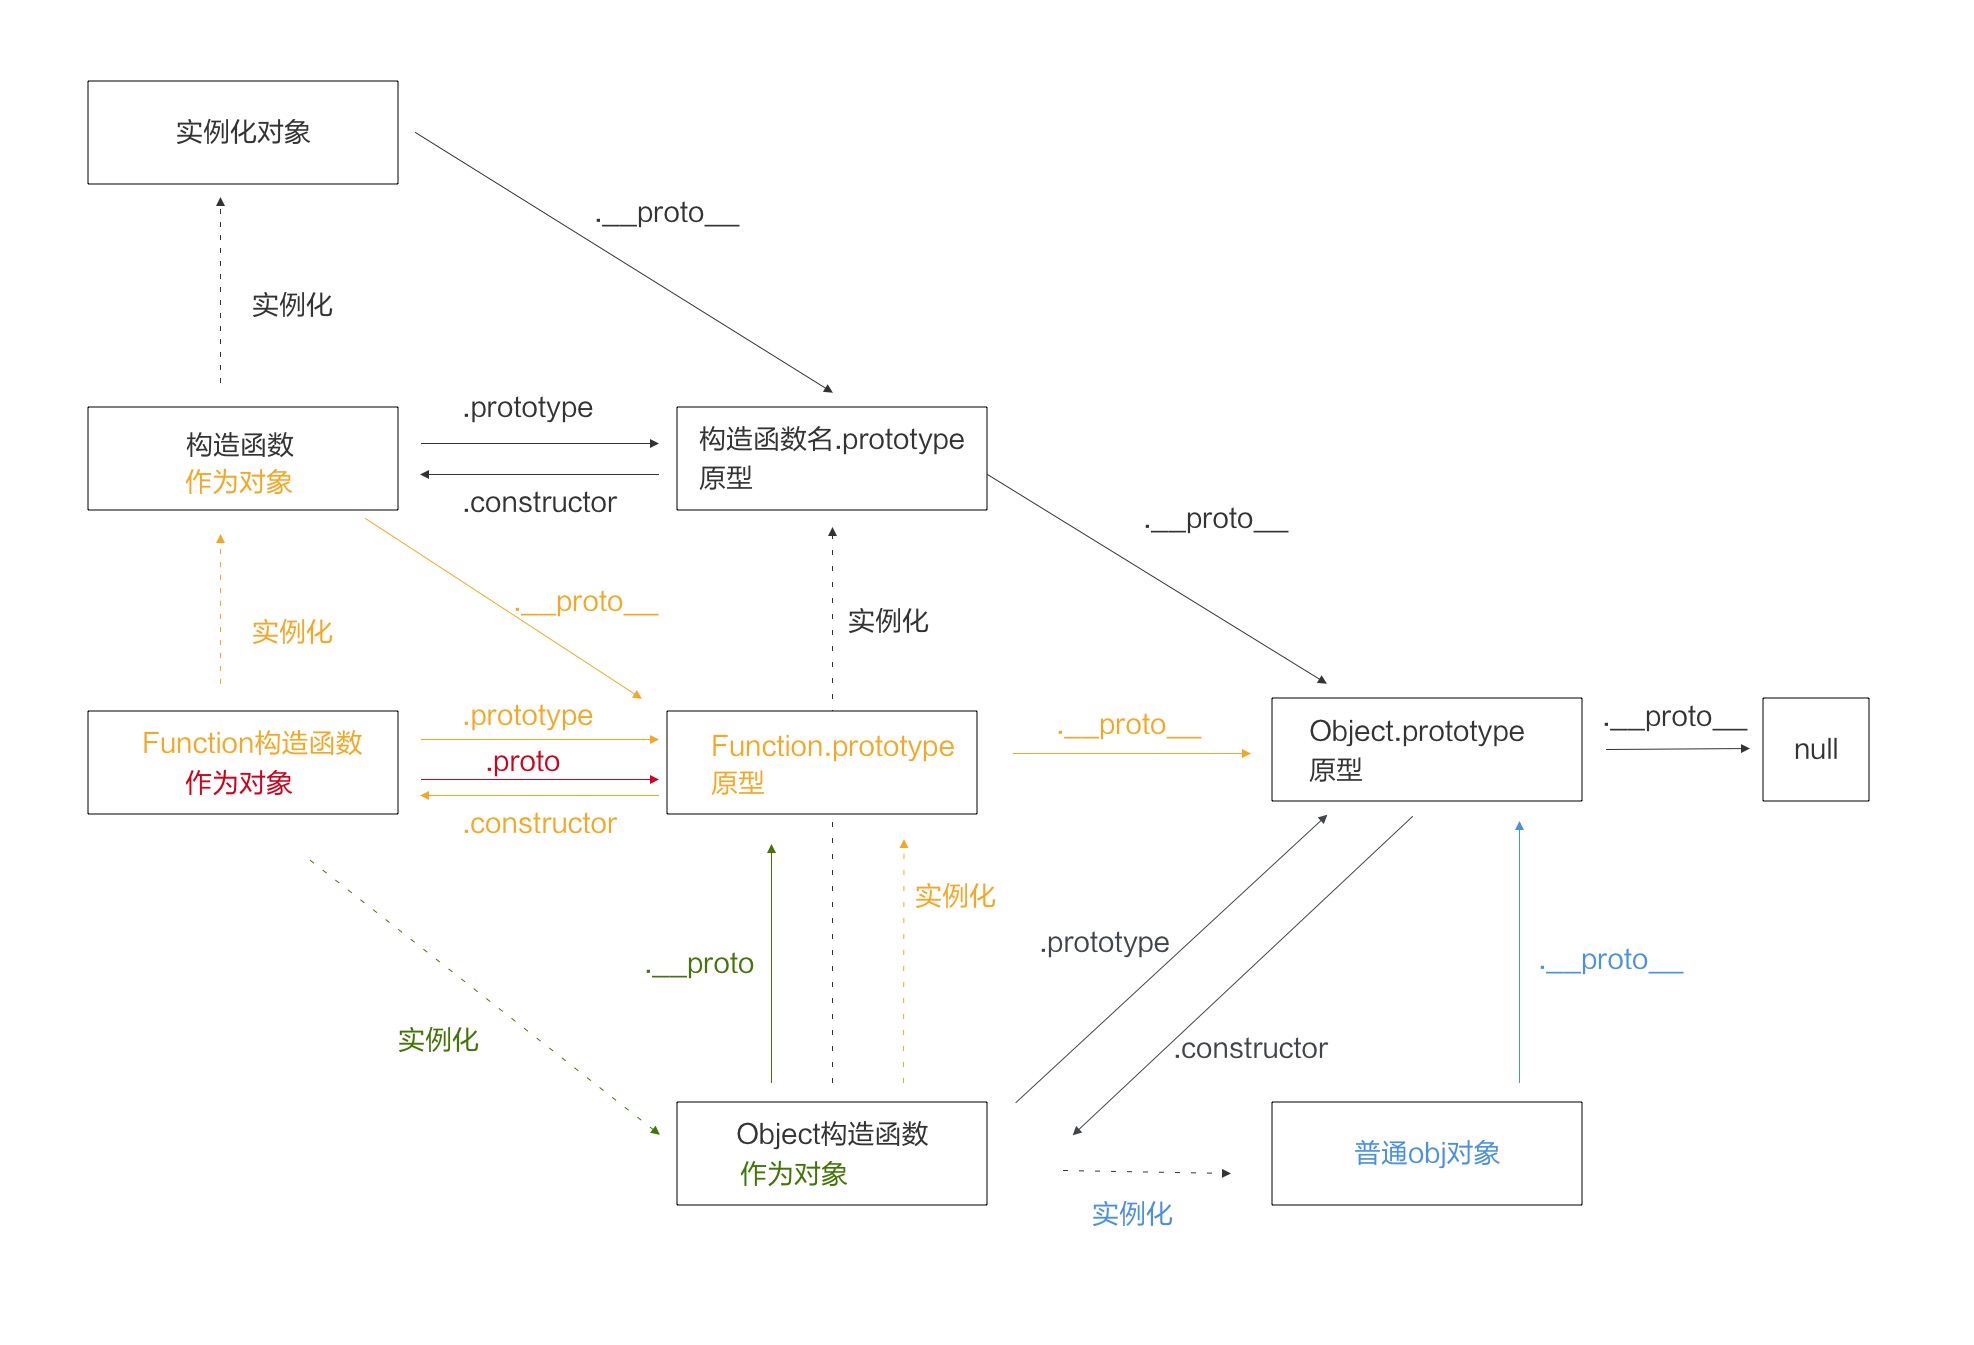 实例化对象
.__proto__
实例化
构造函数
作为对象
.prototype
.constructor
构造函数名.prototype
原型
.__proto__
.__proto__
实例化
实例化
Function构造函数
作为对象
.prototype
.proto
.constructor
Function.prototype
原型
.__proto__
Object.prototype
原型
.__proto__
null
实例化
.__proto
.prototype
.__proto__
实例化
.constructor
Object构造函数
作为对象
普通obj对象
实例化